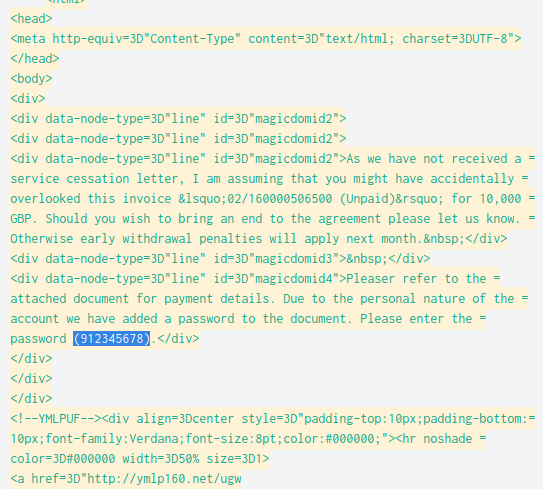 <html>
<head>
<meta http-equiv=3D"Content-Type" content=3D"text/html; charset=3DUTF-8">
</head>
<body>
<div>
<div data-node-type=3D"line" id=3D"magicdomid2">
<div data-node-type=3D"line" id=3D"magicdomid2">
<div data-node-type=3D"line" id=3D"magicdomid2">As we have not received a =
service cessation letter, I am assuming that you might have accidentally =
overlooked this invoice &lsquo;02/160000506500 (Unpaid)&rsquo; for 10,000 =
GBP. Should you wish to bring an end to the agreement please let us know. =
Otherwise early withdrawal penalties will apply next month.&nbsp;</div>
<div data-node-type=3D"line" id=3D"magicdomid3">&nbsp;</div>
<div data-node-type=3D"line" id=3D"magicdomid4">Pleaser refer to the =
attached document for payment details. Due to the personal nature of the =
account we have added a password to the document. Please enter the =
password (912345678).</div>
</div>
</div>
</div>
<!--YMLPUF--><div align=3Dcenter style=3D"padding-top:10px;padding-bottom:=
10px;font-family:Verdana;font-size:8pt;color:#000000;"><hr noshade =
color=3D#000000 width=3D50% size=3D1>
<a href=3D"http://ymlp160.net/ugw